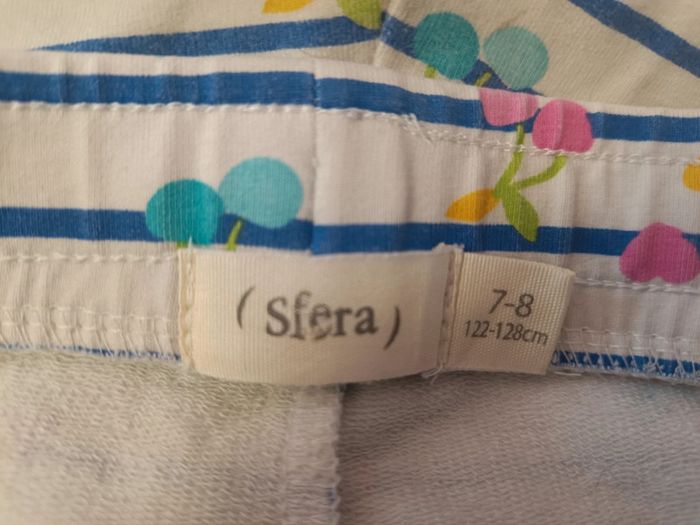 ( Sfera )
7-8
122-128cm